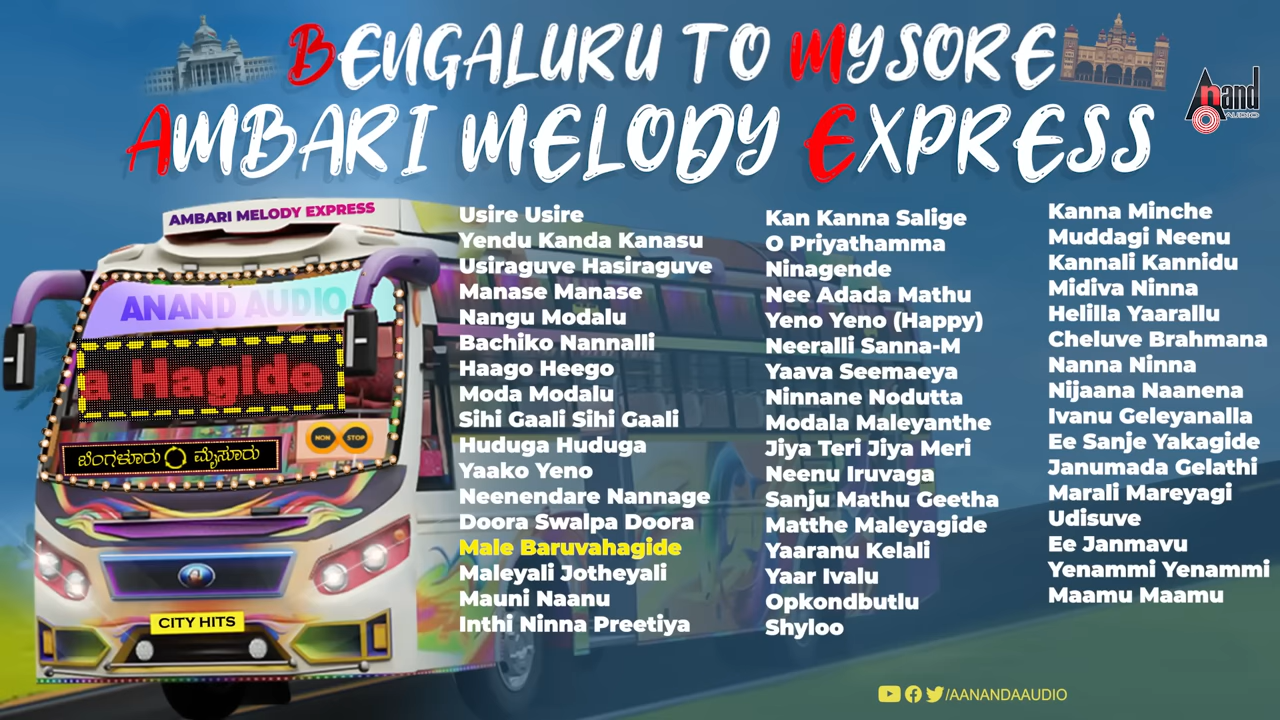 BENGALURU TO MYSORE
AMBARI MELODY EXPRESS
Anand
AUDIO
AMBARI MELODY EXPRESS
ANAND AUDIO
a Hagide
NON STOP
ಬೆಂಗಳೂರು ಮೈಸೂರು
CITY HITS
Usire Usire
Yendu Kanda Kanasu
Usiraguve Hasiraguve
Manase Manase
Nangu Modalu
Bachiko Nannalli
Haago Heego
Moda Modalu
Sihi Gaali Sihi Gaali
Huduga Huduga
Yaako Yeno
Neenendare Nannage
Doora Swalpa Doora
Male Baruvahagide
Maleyali Jotheyali
Mauni Naanu
Inthi Ninna Preetiya
Kan Kanna Salige
O Priyathamma
Ninagende
Nee Adada Mathu
Yeno Yeno (Happy)
Neeralli Sanna-M
Yaava Seemaeya
Ninnane Nodutta
Modala Maleyanthe
Jiya Teri Jiya Meri
Neenu Iruvaga
Sanju Mathu Geetha
Matthe Maleyagide
Yaaranu Kelali
Yaar Ivalu
Opkondbutlu
Shyloo
Kanna Minche
Muddagi Neenu
Kannali Kannidu
Midiva Ninna
Helilla Yaarallu
Cheluve Brahmana
Nanna Ninna
Nijaana Naanena
Ivanu Geleyanalla
Ee Sanje Yakagide
Janumada Gelathi
Marali Mareyagi
Udisuve
Ee Janmavu
Yenammi Yenammi
Maamu Maamu
/AANANDAAUDIO